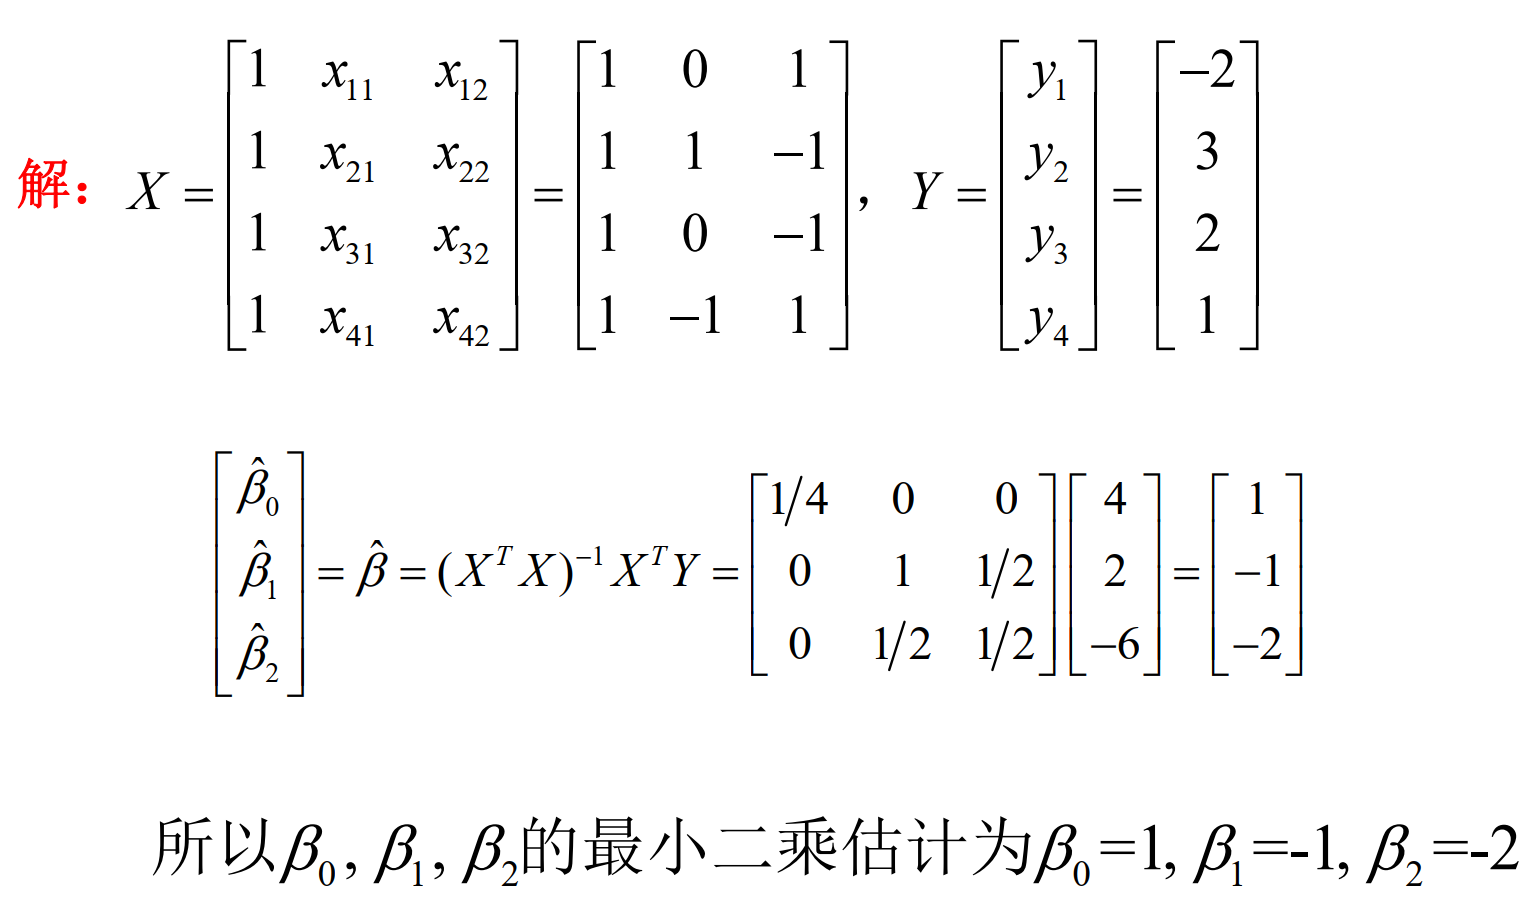 解: X = [1 x₁₁ x₁₂; 1 x₂₁ x₂₂; 1 x₃₁ x₃₂; 1 x₄₁ x₄₂] = [1 0 1; 1 1 −1; 1 0 −1; 1 −1 1], Y = [y₁; y₂; y₃; y₄] = [−2; 3; 2; 1]
[β̂₀; β̂₁; β̂₂] = β̂ = (XᵀX)⁻¹XᵀY = [1/4 0 0; 0 1 1/2; 0 1/2 1/2][4; 2; −6] = [1; −1; −2]
所以β₀, β₁, β₂的最小二乘估计为β₀=1, β₁=-1, β₂=-2